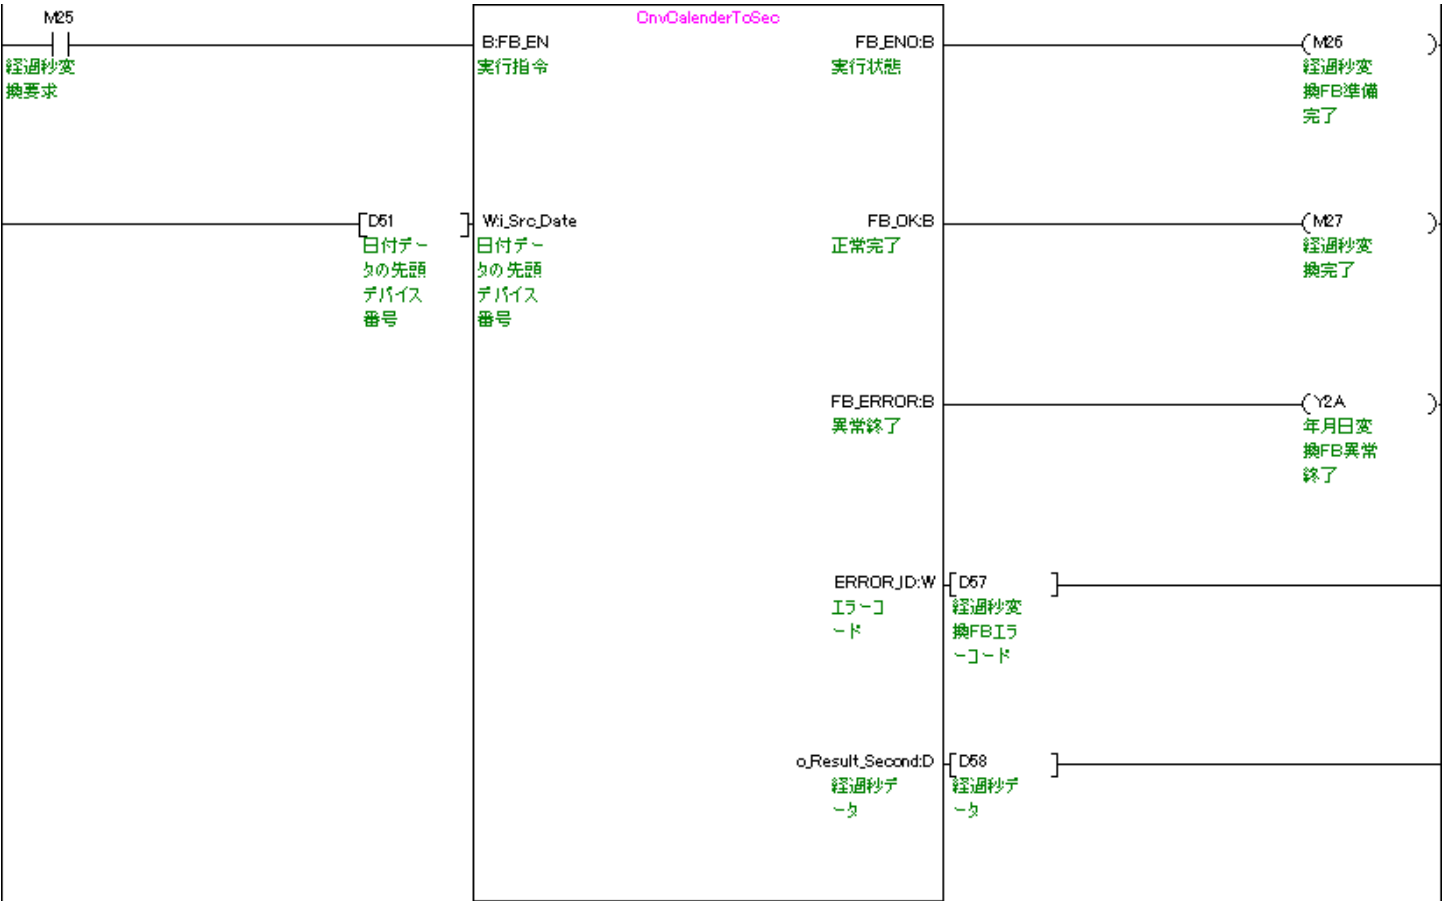 CnvCalenderToSec
M25
経過秒変
換要求
B:FB_EN
実行指令
FB_ENO:B
実行状態
M26
経過秒変
換FB準備
完了
D51
日付デー
タの先頭
デバイス
番号
W:i_Src_Date
日付デー
タの先頭
デバイス
番号
FB_OK:B
正常完了
M27
経過秒変
換完了
FB_ERROR:B
異常終了
Y2A
年月日変
換FB異常
終了
ERROR_ID:W
エラーコ
ード
D57
経過秒変
換FBエラ
ーコード
o_Result_Second:D
経過秒デ
ータ
D58
経過秒デ
ータ